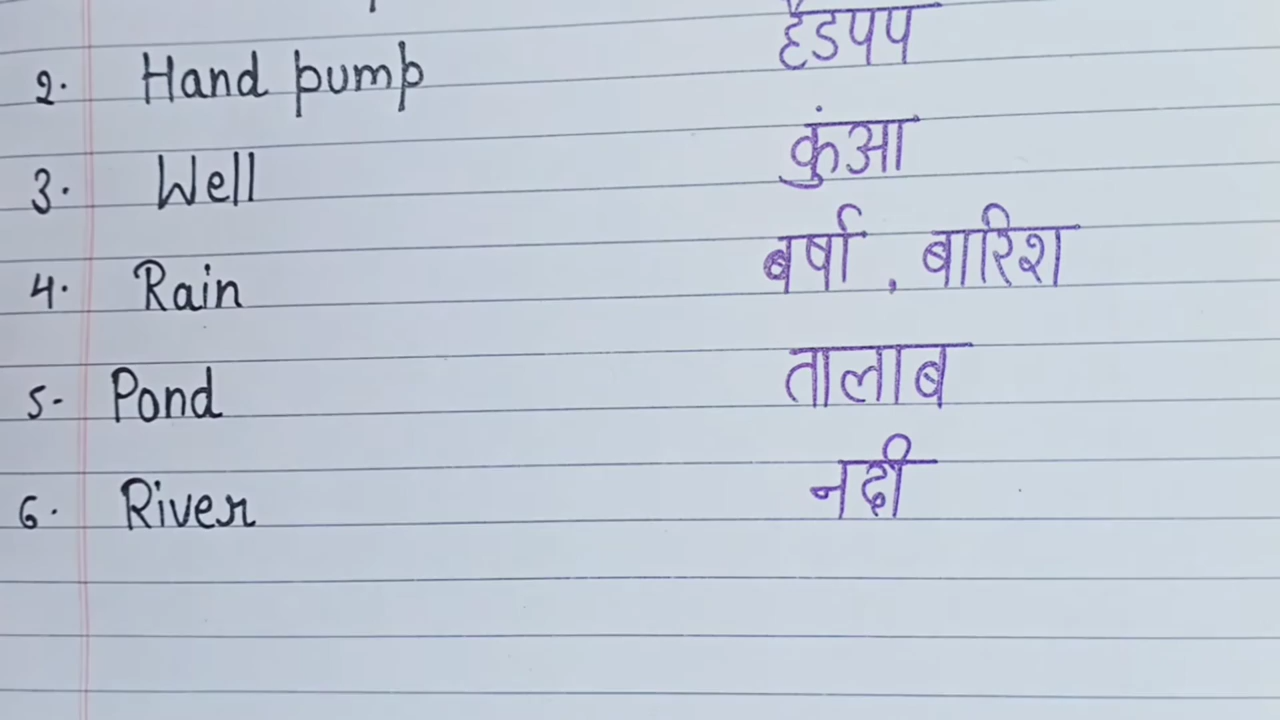 2. Hand pump हैंडपप
3. Well कुंआ
4. Rain बर्षा , बारिश
5- Pond तालाब
6. River नदी